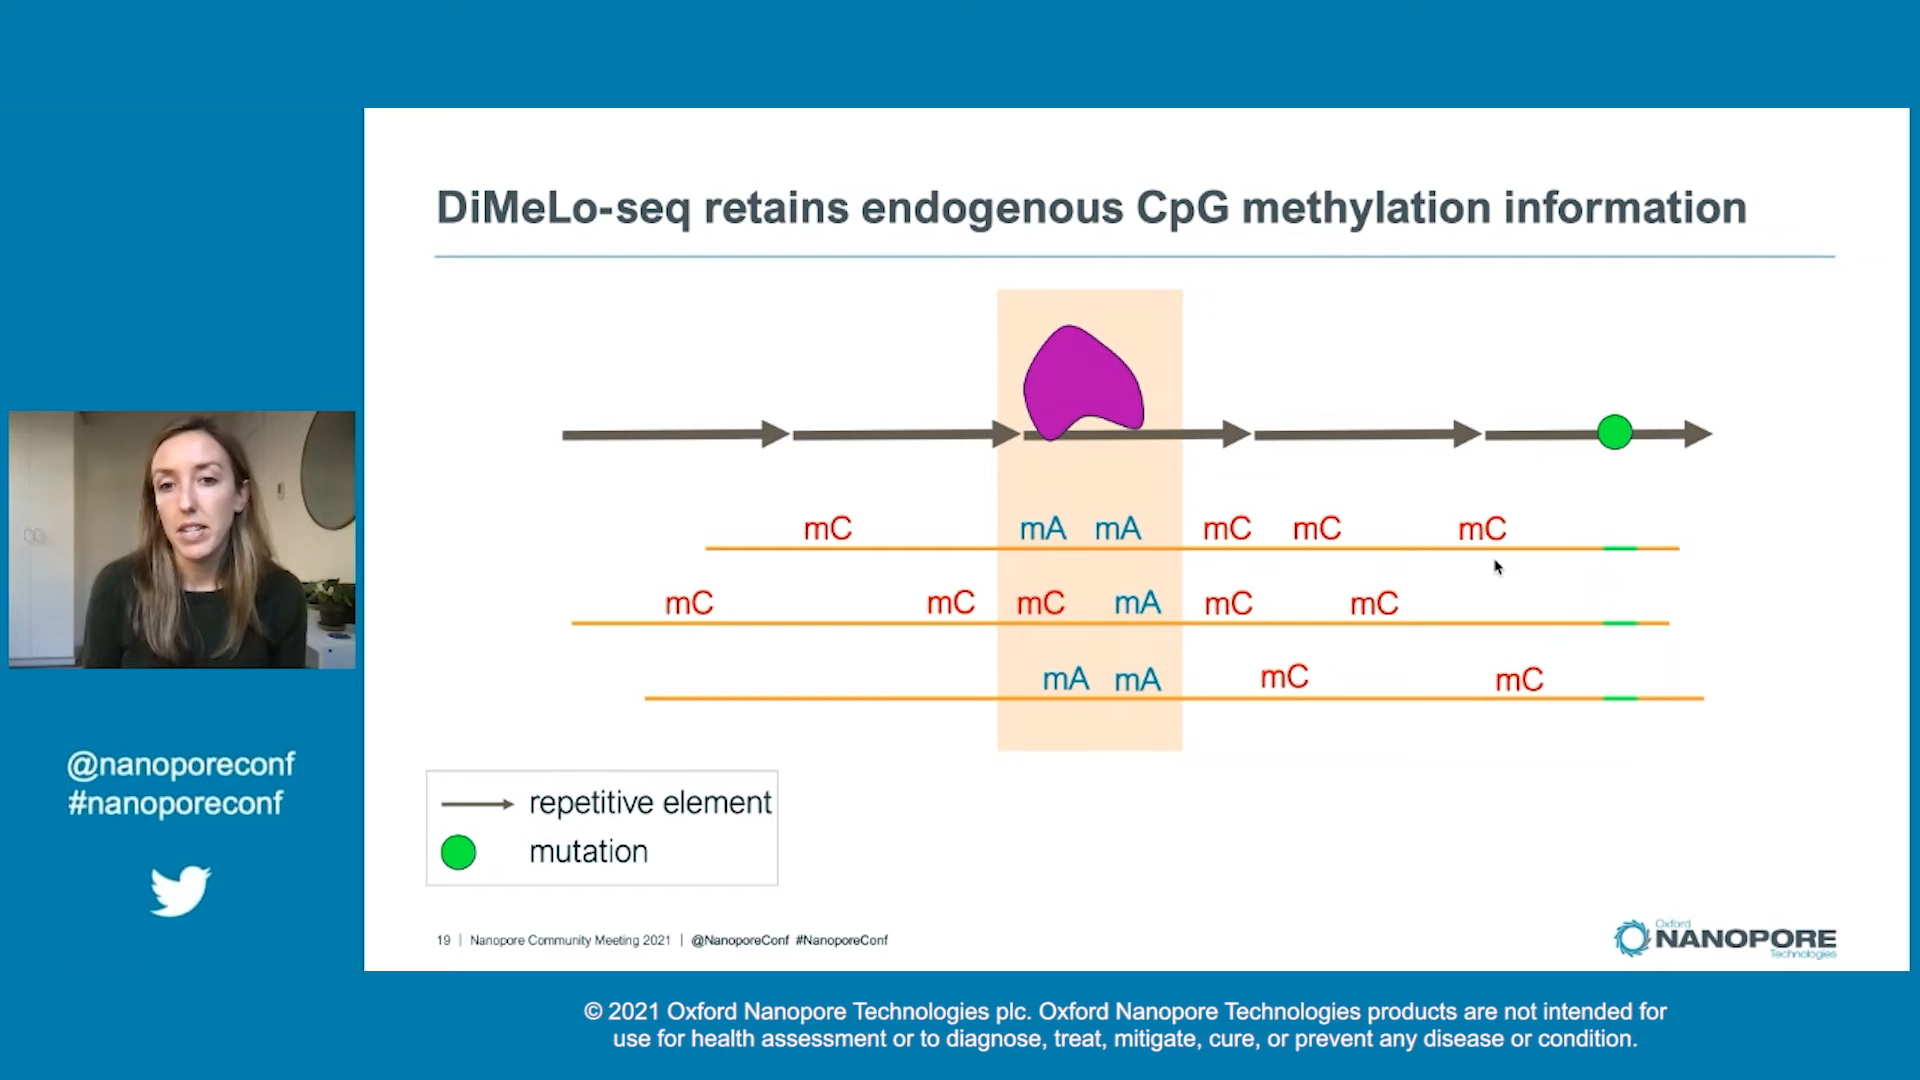 DiMeLo-seq retains endogenous CpG methylation information
mC mA mA mC mC mC
mC mC mC mA mC mC
mA mA mC mC
@nanoporeconf
#nanoporeconf
repetitive element
mutation
19 | Nanopore Community Meeting 2021 | @NanoporeConf #NanoporeConf
Oxford
NANOPORE
Technologies
© 2021 Oxford Nanopore Technologies plc. Oxford Nanopore Technologies products are not intended for
use for health assessment or to diagnose, treat, mitigate, cure, or prevent any disease or condition.